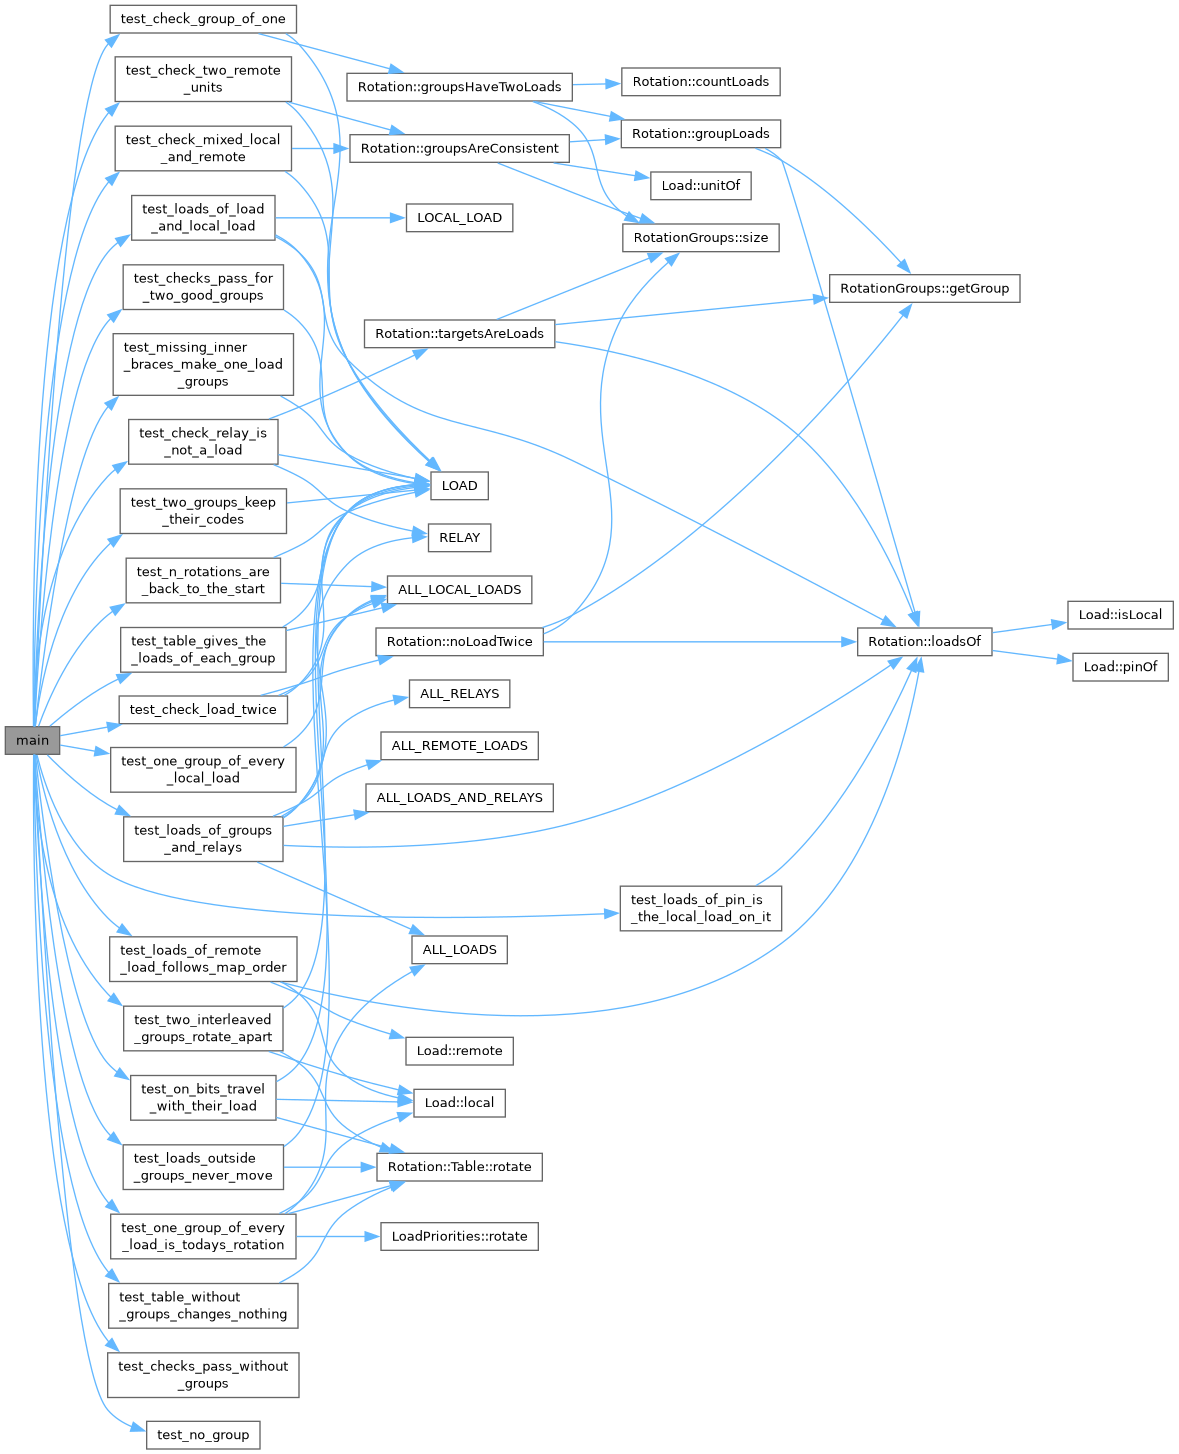 test_check_group_of_one
test_check_two_remote
_units
Rotation::groupsHaveTwoLoads
Rotation::countLoads
test_check_mixed_local
_and_remote
Rotation::groupsAreConsistent
Rotation::groupLoads
Load::unitOf
test_loads_of_load
_and_local_load
LOCAL_LOAD
RotationGroups::size
test_checks_pass_for
_two_good_groups
RotationGroups::getGroup
test_missing_inner
_braces_make_one_load
_groups
Rotation::targetsAreLoads
test_check_relay_is
_not_a_load
LOAD
test_two_groups_keep
_their_codes
RELAY
test_n_rotations_are
_back_to_the_start
ALL_LOCAL_LOADS
test_table_gives_the
_loads_of_each_group
Rotation::noLoadTwice
Rotation::loadsOf
Load::isLocal
Load::pinOf
test_check_load_twice
ALL_RELAYS
main
test_one_group_of_every
_local_load
ALL_REMOTE_LOADS
ALL_LOADS_AND_RELAYS
test_loads_of_groups
_and_relays
test_loads_of_pin_is
_the_local_load_on_it
ALL_LOADS
test_loads_of_remote
_load_follows_map_order
test_two_interleaved
_groups_rotate_apart
Load::remote
test_on_bits_travel
_with_their_load
Load::local
test_loads_outside
_groups_never_move
Rotation::Table::rotate
test_one_group_of_every
_load_is_todays_rotation
LoadPriorities::rotate
test_table_without
_groups_changes_nothing
test_checks_pass_without
_groups
test_no_group